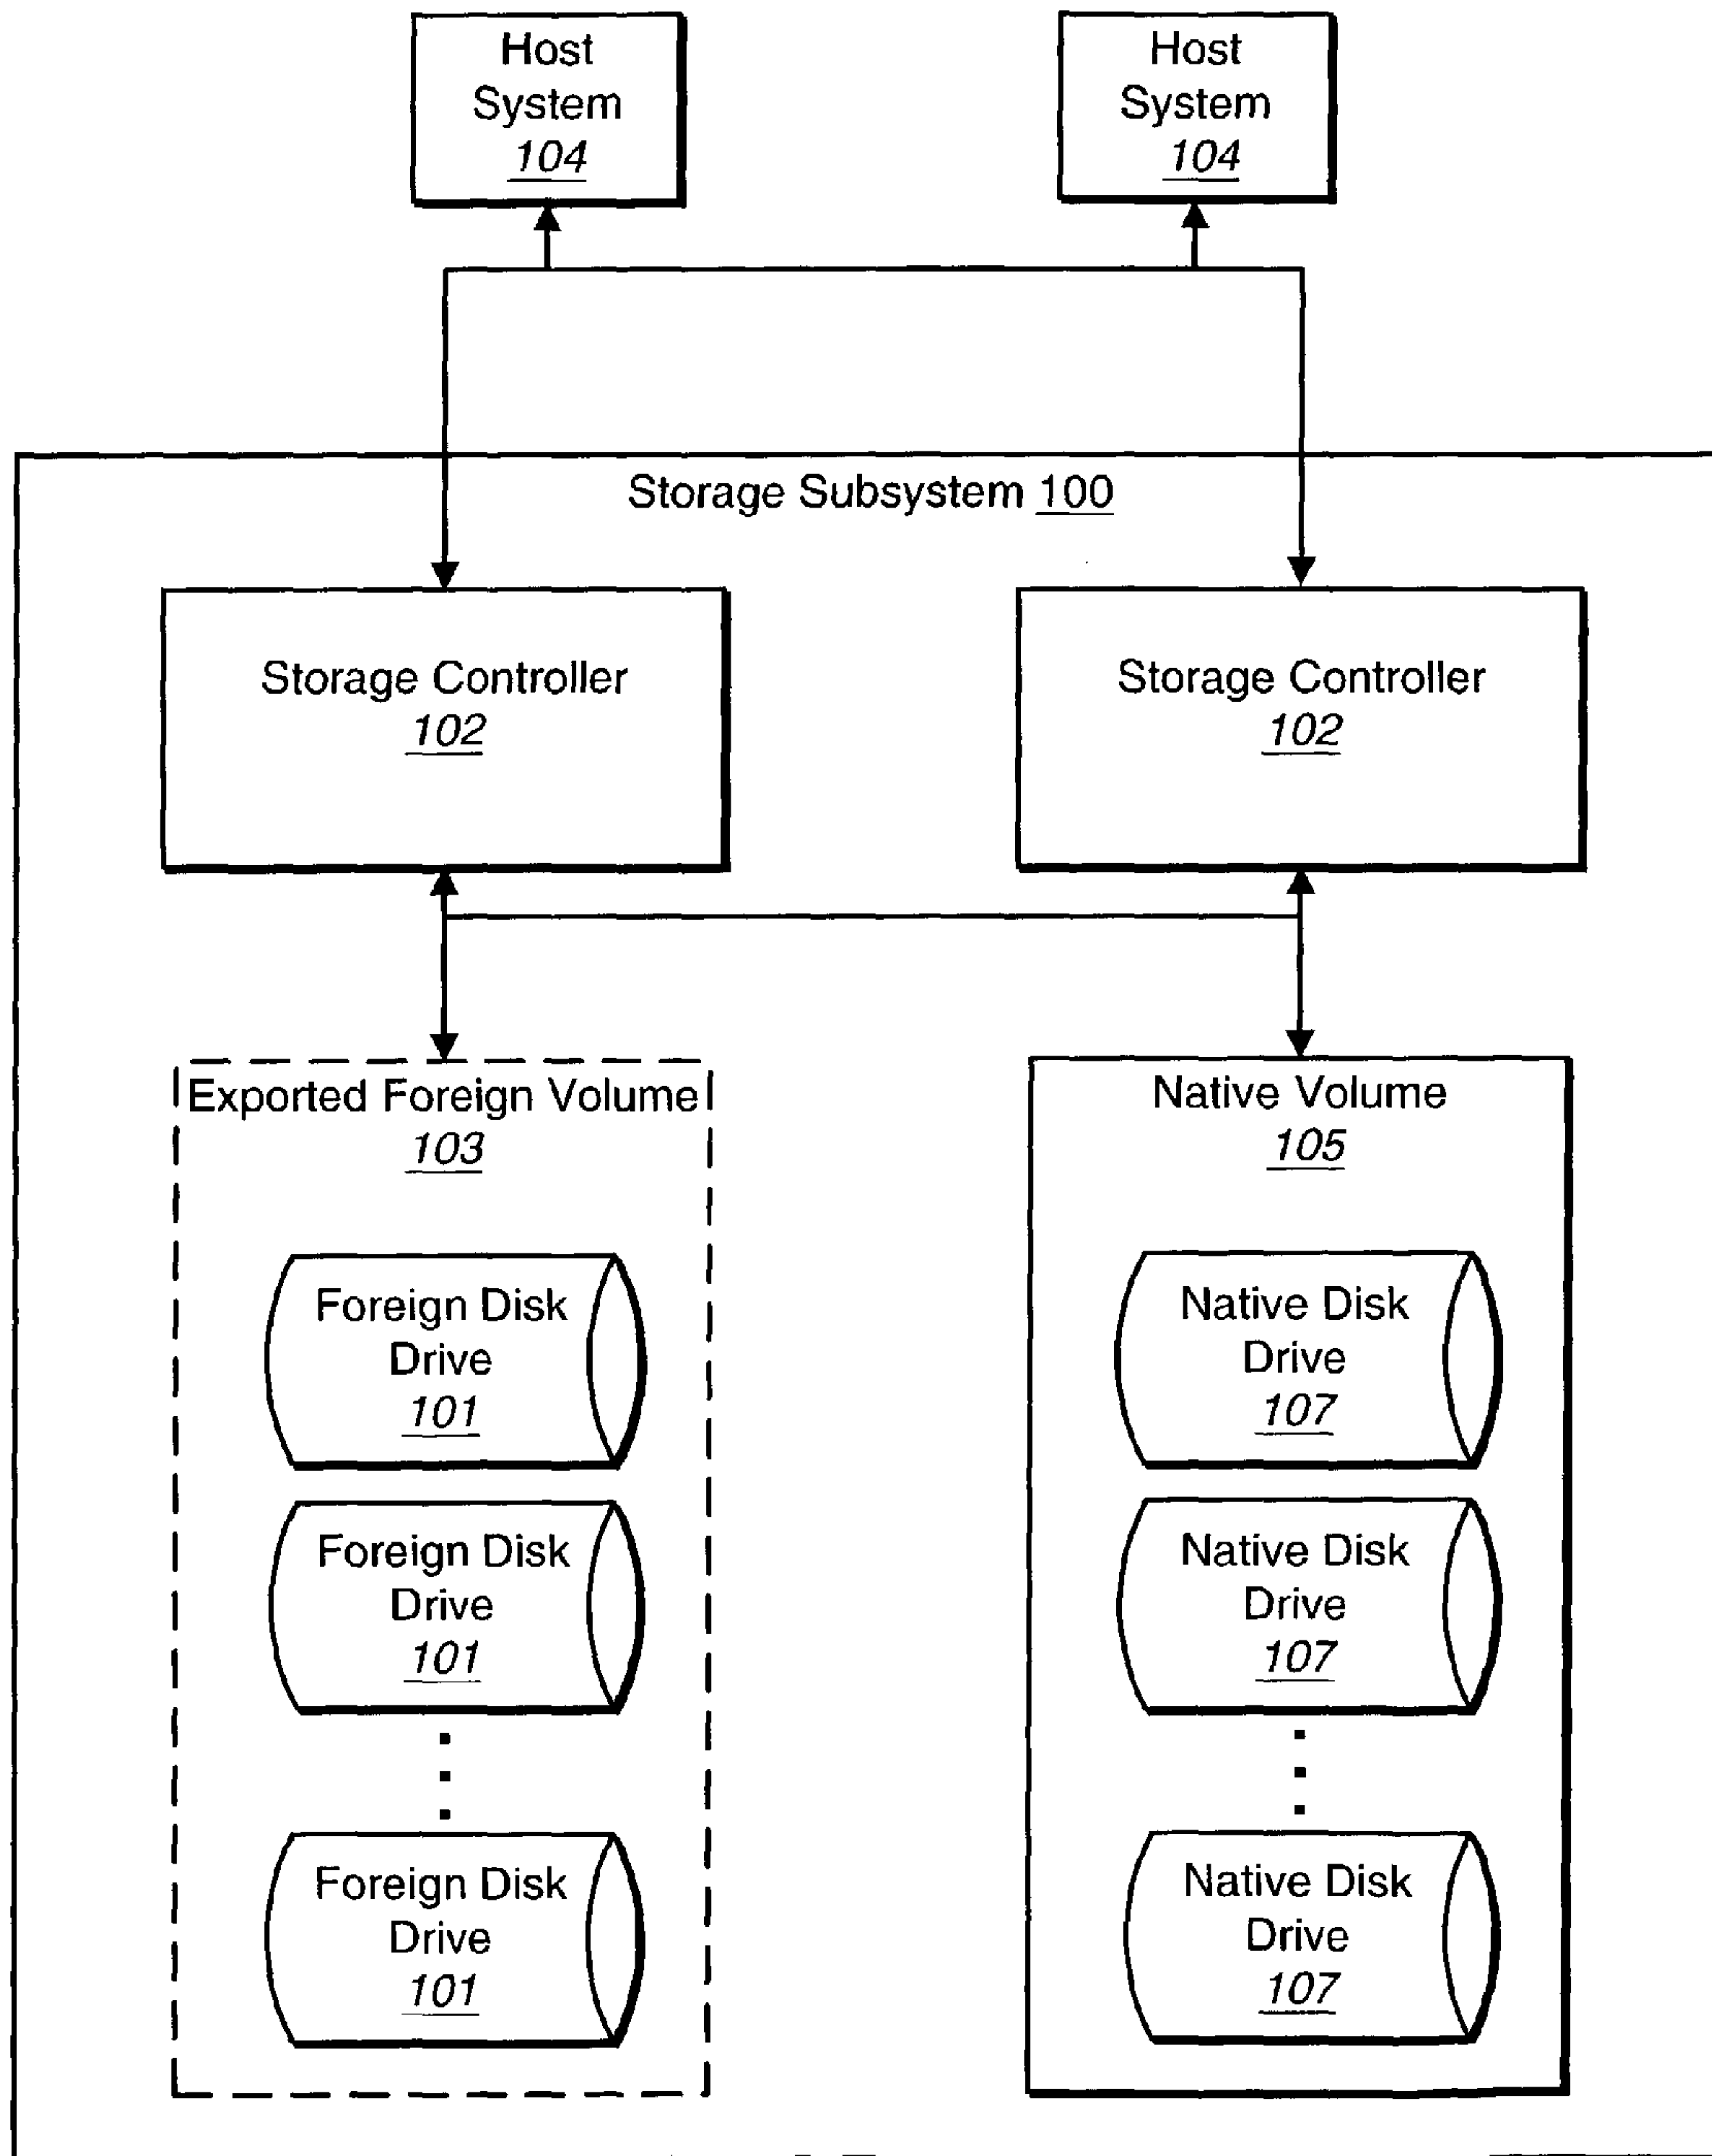 Host
System
104
Host
System
104
Storage Subsystem 100
Storage Controller
102
Storage Controller
102
Exported Foreign Volume
103
Native Volume
105
Foreign Disk
Drive
101
Native Disk
Drive
107
Foreign Disk
Drive
101
Native Disk
Drive
107
Foreign Disk
Drive
101
Native Disk
Drive
107